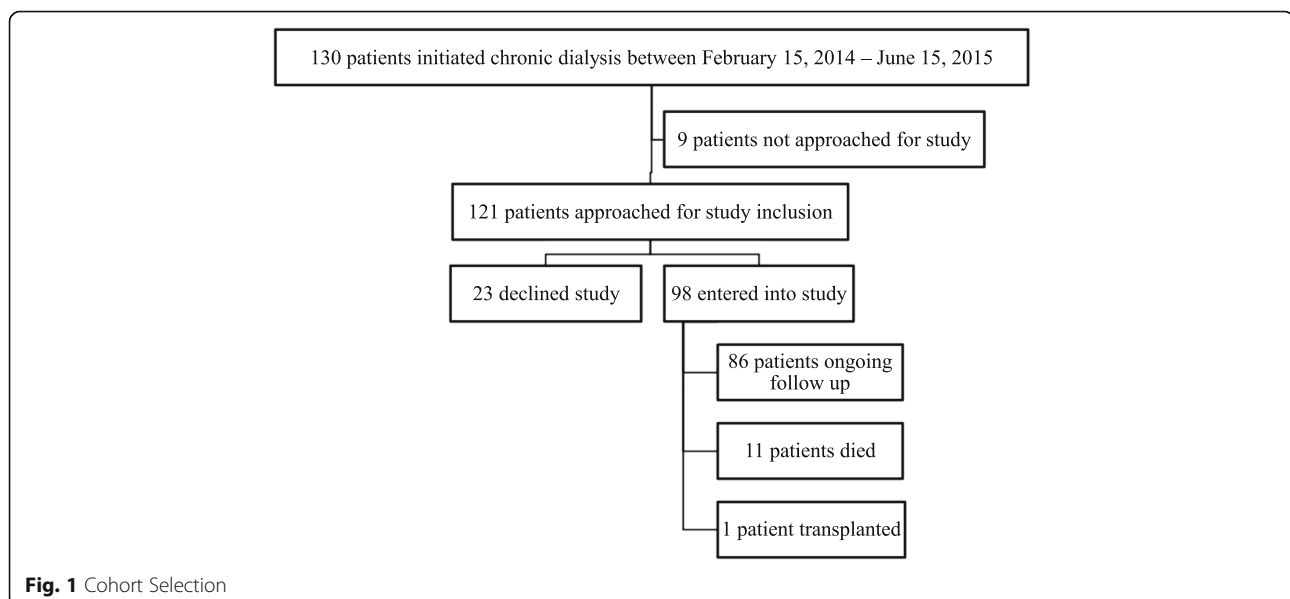 130 patients initiated chronic dialysis between February 15, 2014 – June 15, 2015
9 patients not approached for study
121 patients approached for study inclusion
23 declined study
98 entered into study
86 patients ongoing
follow up
11 patients died
1 patient transplanted
Fig. 1 Cohort Selection